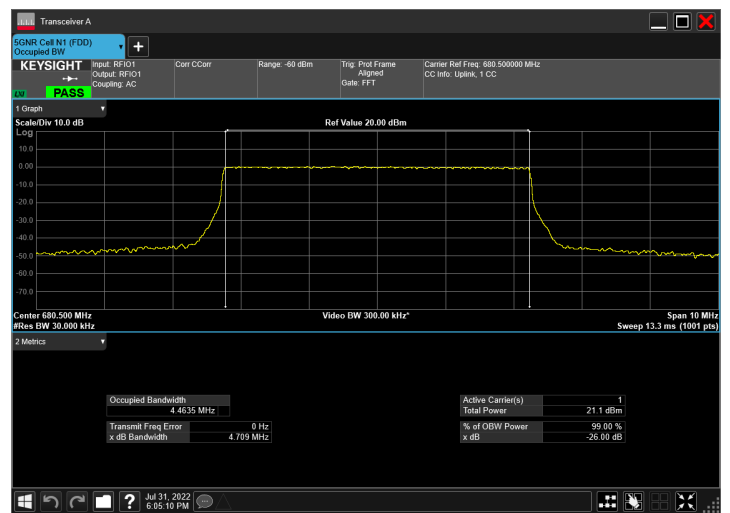 Transceiver A
5GNR Cell N1 (FDD)
Occupied BW
KEYSIGHT
LXI
PASS
Input: RFIO1
Output: RFIO1
Coupling: AC
Corr CCorr
Range: -60 dBm
Trig: Prot Frame
Aligned
Gate: FFT
Carrier Ref Freq: 680.500000 MHz
CC Info: Uplink, 1 CC
1 Graph
Scale/Div 10.0 dB
Ref Value 20.00 dBm
Log
10.0
0.00
-10.0
-20.0
-30.0
-40.0
-50.0
-60.0
-70.0
Center 680.500 MHz
Video BW 300.00 kHz*
Span 10 MHz
#Res BW 30.000 kHz
Sweep 13.3 ms (1001 pts)
2 Metrics
Occupied Bandwidth
4.4635 MHz
Transmit Freq Error 0 Hz
x dB Bandwidth 4.709 MHz
Active Carrier(s) 1
Total Power 21.1 dBm
% of OBW Power 99.00 %
x dB -26.00 dB
Jul 31, 2022
6:05:10 PM